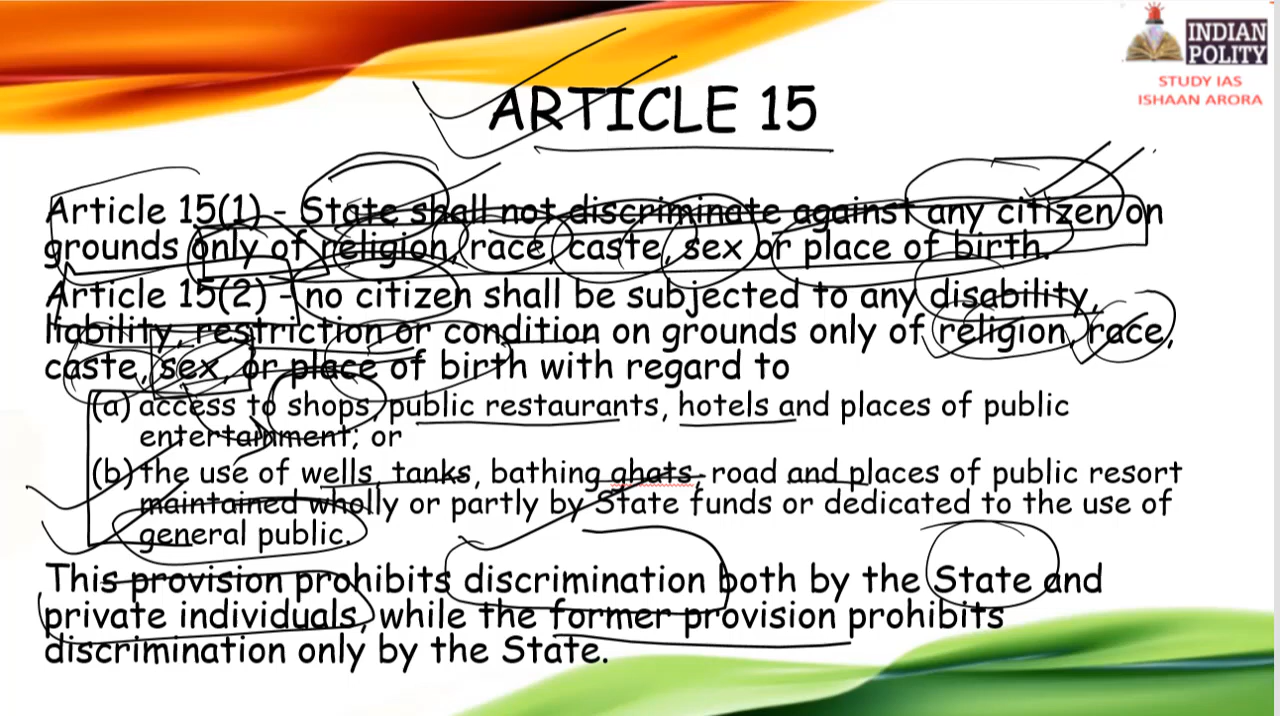 INDIAN
POLITY
STUDY IAS
ISHAAN ARORA
ARTICLE 15
Article 15(1) - State shall not discriminate against any citizen on
grounds only of religion, race, caste, sex or place of birth.
Article 15(2) - no citizen shall be subjected to any disability,
liability, restriction or condition on grounds only of religion, race,
caste, sex, or place of birth with regard to
(a) access to shops, public restaurants, hotels and places of public
entertainment; or
(b) the use of wells, tanks, bathing ghats, road and places of public resort
maintained wholly or partly by State funds or dedicated to the use of
general public.
This provision prohibits discrimination both by the State and
private individuals, while the former provision prohibits
discrimination only by the State.